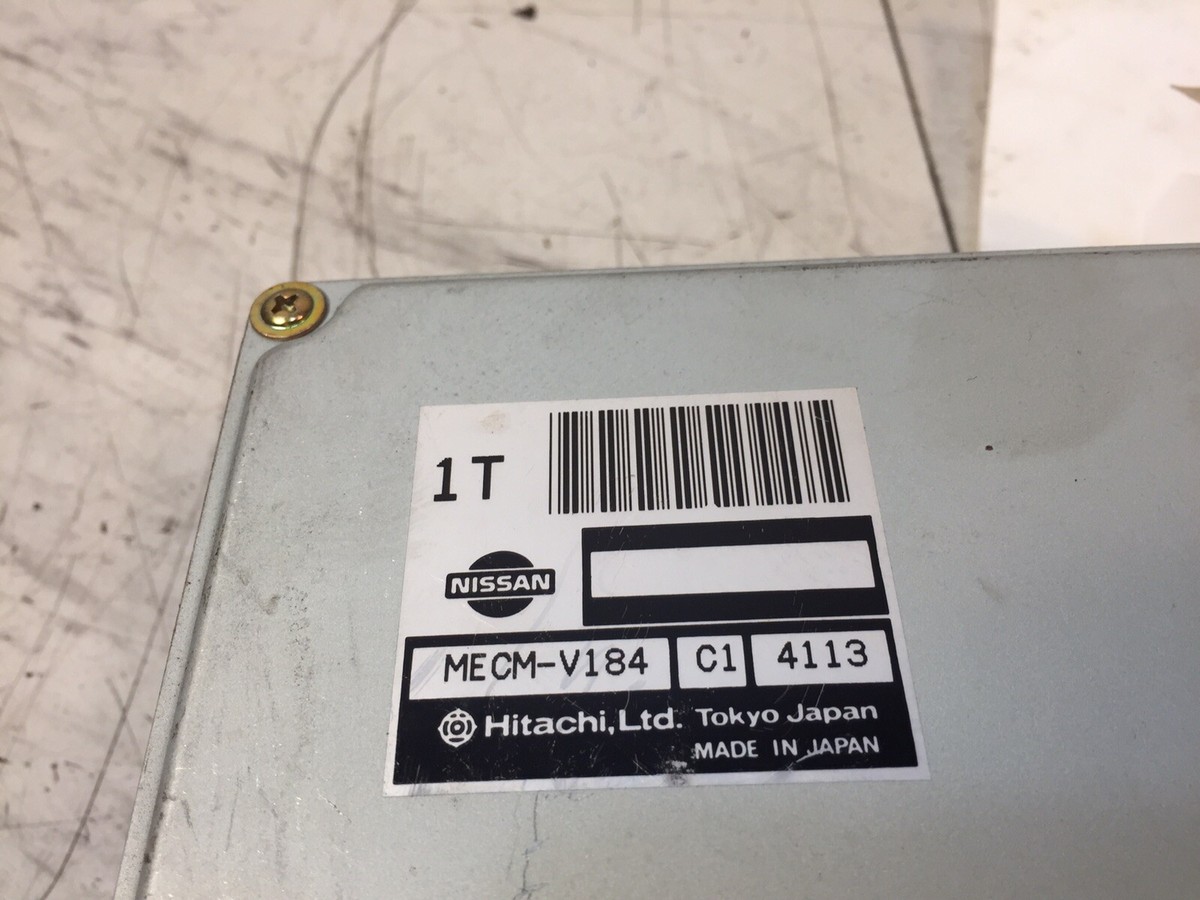 1T
NISSAN
MECM-V184 C1 4113
Hitachi, Ltd. Tokyo Japan
MADE IN JAPAN